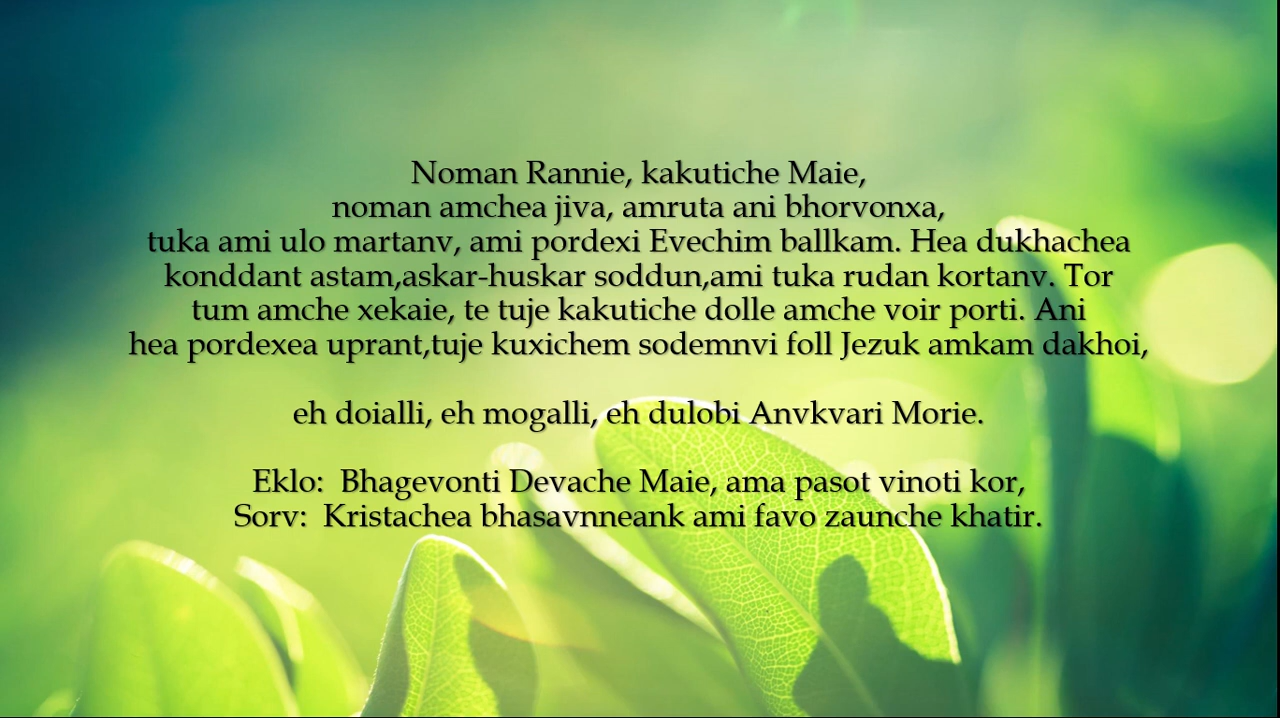 Noman Rannie, kakutiche Maie,
noman amchea jiva, amruta ani bhorvonxa,
tuka ami ulo martanv, ami pordexi Evechim ballkam. Hea dukhachea
konddant astam,askar-huskar soddun,ami tuka rudan kortanv. Tor
tum amche xekaie, te tuje kakutiche dolle amche voir porti. Ani
hea pordexea uprant,tuje kuxichem sodemnvi foll Jezuk amkam dakhoi,
eh doialli, eh mogalli, eh dulobi Anvkvari Morie.
Eklo:  Bhagevonti Devache Maie, ama pasot vinoti kor,
Sorv:  Kristachea bhasavnneank ami favo zaunche khatir.